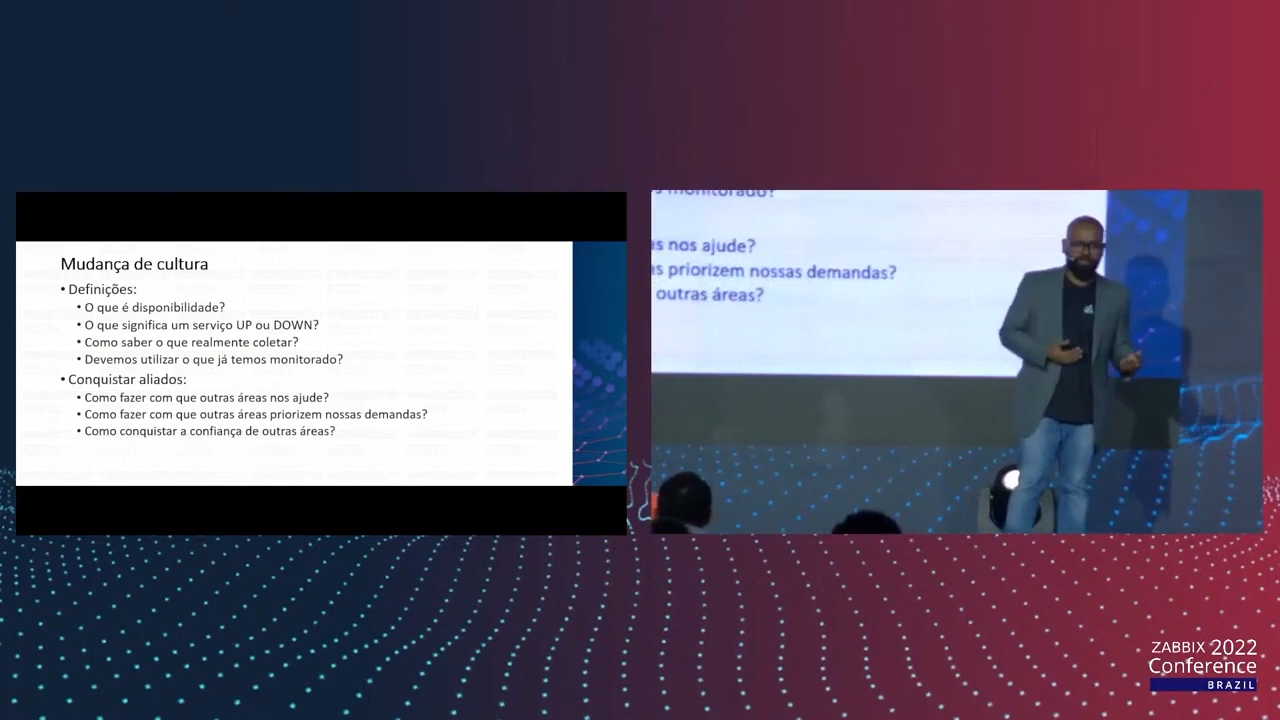 Mudança de cultura
• Definições:
• O que é disponibilidade?
• O que significa um serviço UP ou DOWN?
• Como saber o que realmente coletar?
• Devemos utilizar o que já temos monitorado?
• Conquistar aliados:
• Como fazer com que outras áreas nos ajude?
• Como fazer com que outras áreas priorizem nossas demandas?
• Como conquistar a confiança de outras áreas?
monitorado?
nos ajude?
priorizem nossas demandas?
outras áreas?
ZABBIX 2022
Conference
BRAZIL